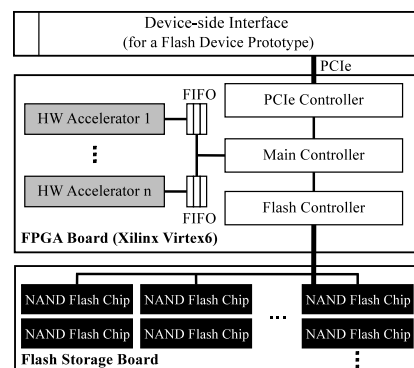 Device-side Interface
(for a Flash Device Prototype)
PCIe
FIFO
PCIe Controller
HW Accelerator 1
Main Controller
HW Accelerator n
FIFO
Flash Controller
FPGA Board (Xilinx Virtex6)
NAND Flash Chip NAND Flash Chip ... NAND Flash Chip
NAND Flash Chip NAND Flash Chip NAND Flash Chip
Flash Storage Board